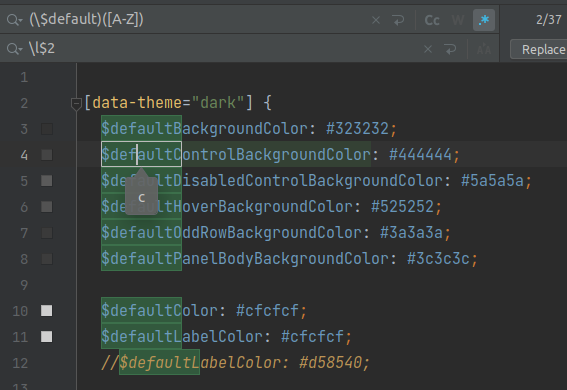 (\$default)([A-Z])
Cc W .* 2/37
\l$2
Replace
1
2 [data-theme="dark"] {
3 $defaultBackgroundColor: #323232;
4 $defaultControlBackgroundColor: #444444;
c
5 $defaultDisabledControlBackgroundColor: #5a5a5a;
6 $defaultHoverBackgroundColor: #525252;
7 $defaultOddRowBackgroundColor: #3a3a3a;
8 $defaultPanelBodyBackgroundColor: #3c3c3c;
9
10 $defaultColor: #cfcfcf;
11 $defaultLabelColor: #cfcfcf;
12 //$defaultLabelColor: #d58540;
13